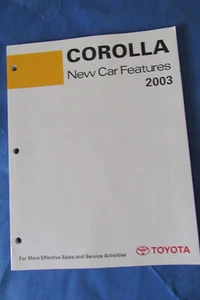 COROLLA
New Car Features
2003
For More Effective Sales and Service Activities
TOYOTA